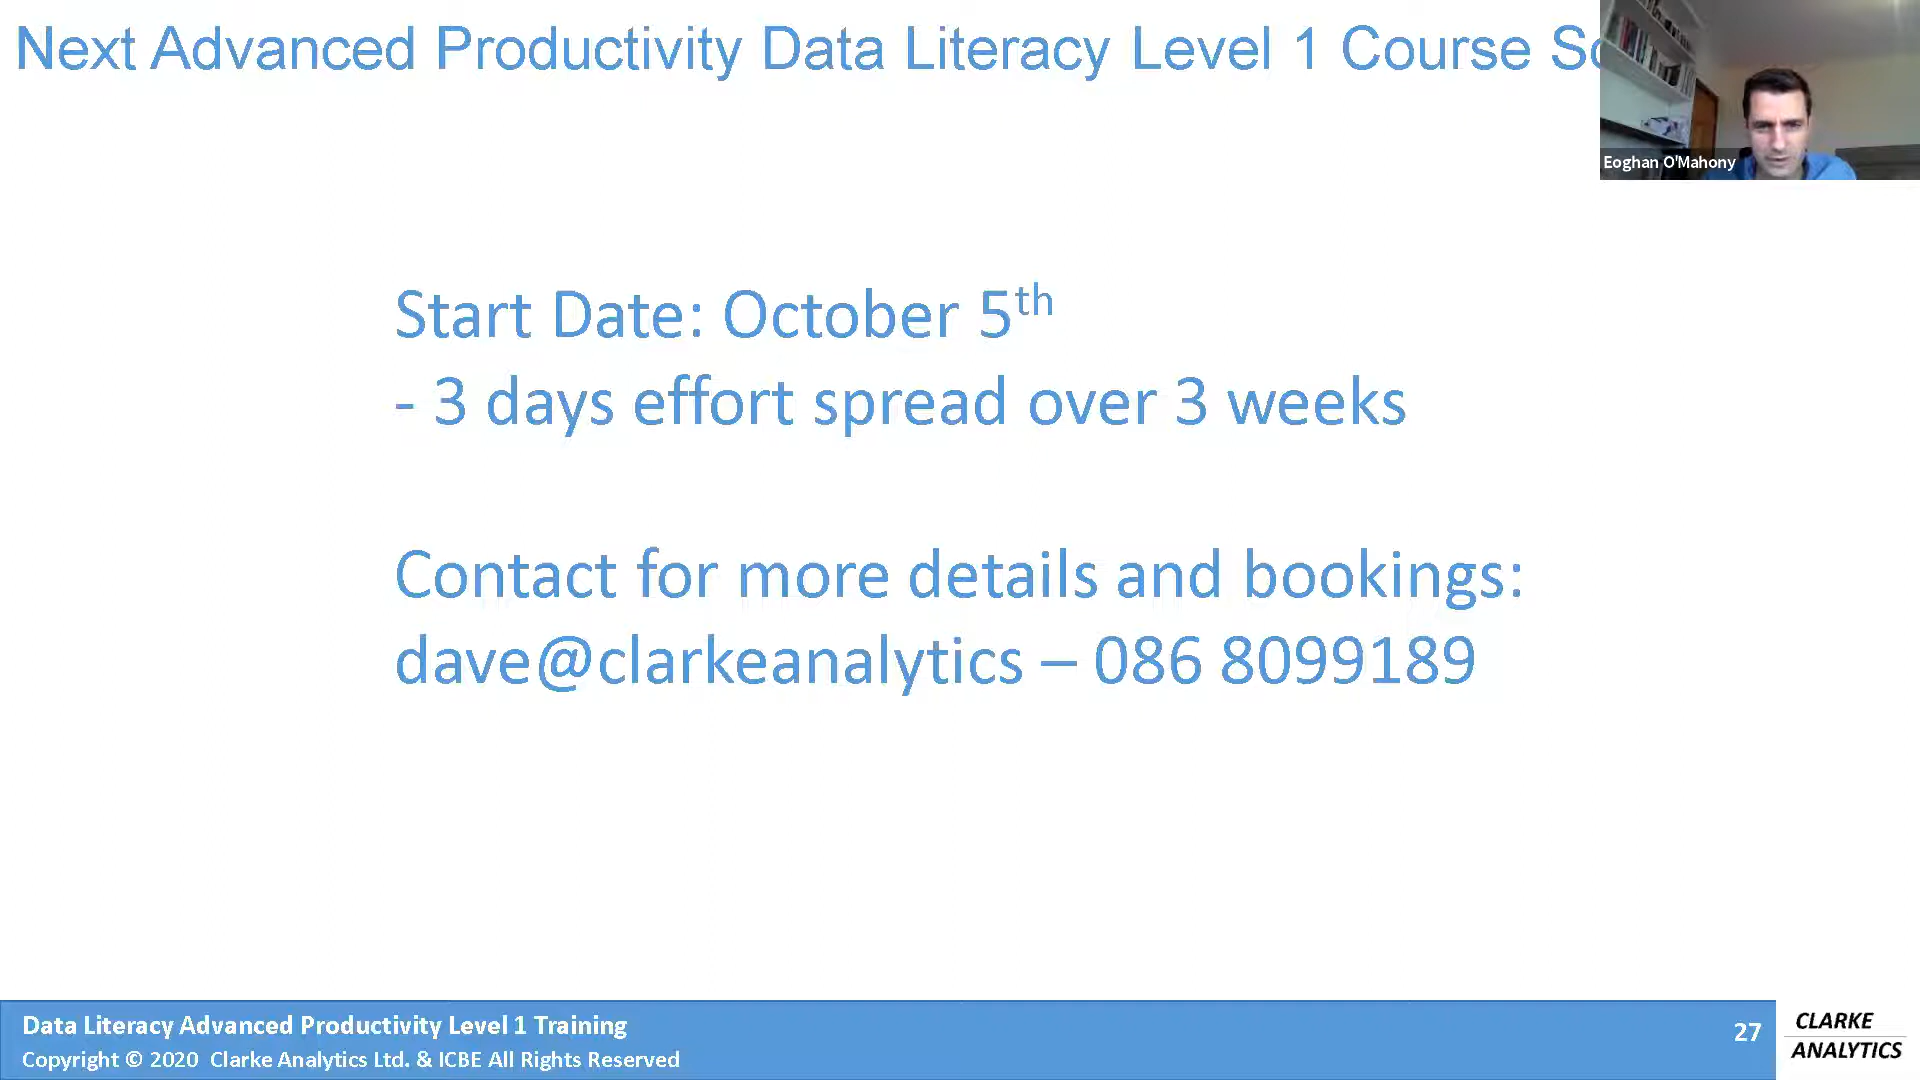 Next Advanced Productivity Data Literacy Level 1 Course
Eoghan O'Mahony
Start Date: October 5th
- 3 days effort spread over 3 weeks
Contact for more details and bookings:
dave@clarkeanalytics – 086 8099189
Data Literacy Advanced Productivity Level 1 Training
Copyright © 2020 Clarke Analytics Ltd. & ICBE All Rights Reserved
27
CLARKE
ANALYTICS